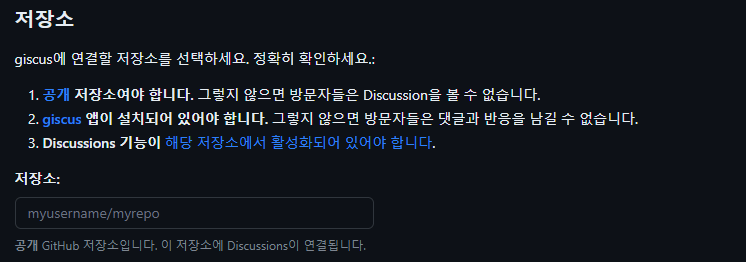 저장소
giscus에 연결할 저장소를 선택하세요. 정확히 확인하세요.:
1. 공개 저장소여야 합니다. 그렇지 않으면 방문자들은 Discussion을 볼 수 없습니다.
2. giscus 앱이 설치되어 있어야 합니다. 그렇지 않으면 방문자들은 댓글과 반응을 남길 수 없습니다.
3. Discussions 기능이 해당 저장소에서 활성화되어 있어야 합니다.
저장소:
myusername/myrepo
공개 GitHub 저장소입니다. 이 저장소에 Discussions이 연결됩니다.